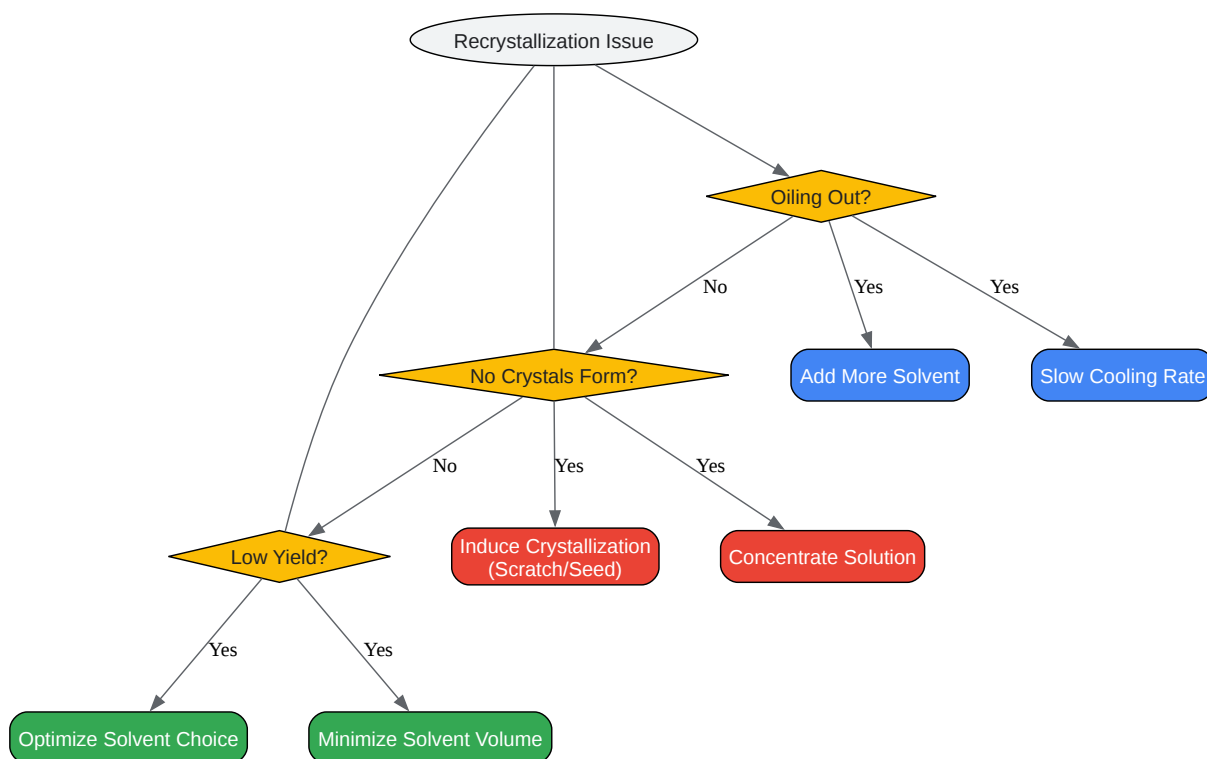 Recrystallization Issue
Oiling Out?
No
Yes
Yes
No Crystals Form?
Add More Solvent
Slow Cooling Rate
No
Yes
Yes
Low Yield?
Induce Crystallization
(Scratch/Seed)
Concentrate Solution
Yes
Yes
Optimize Solvent Choice
Minimize Solvent Volume